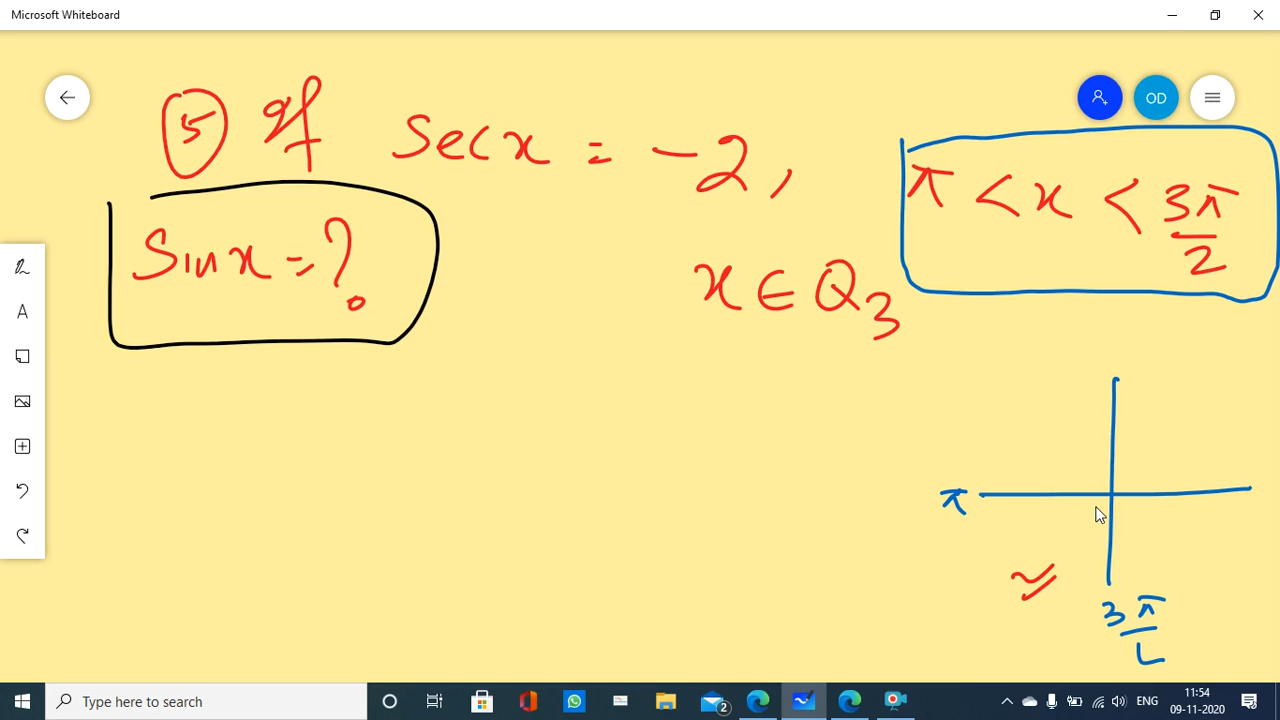 Microsoft Whiteboard
5 If sec x = -2, π < x < 3π/2
Sin x = ?
x ∈ Q3
OD
A
π
3π
Type here to search
2
ENG
11:54
09-11-2020